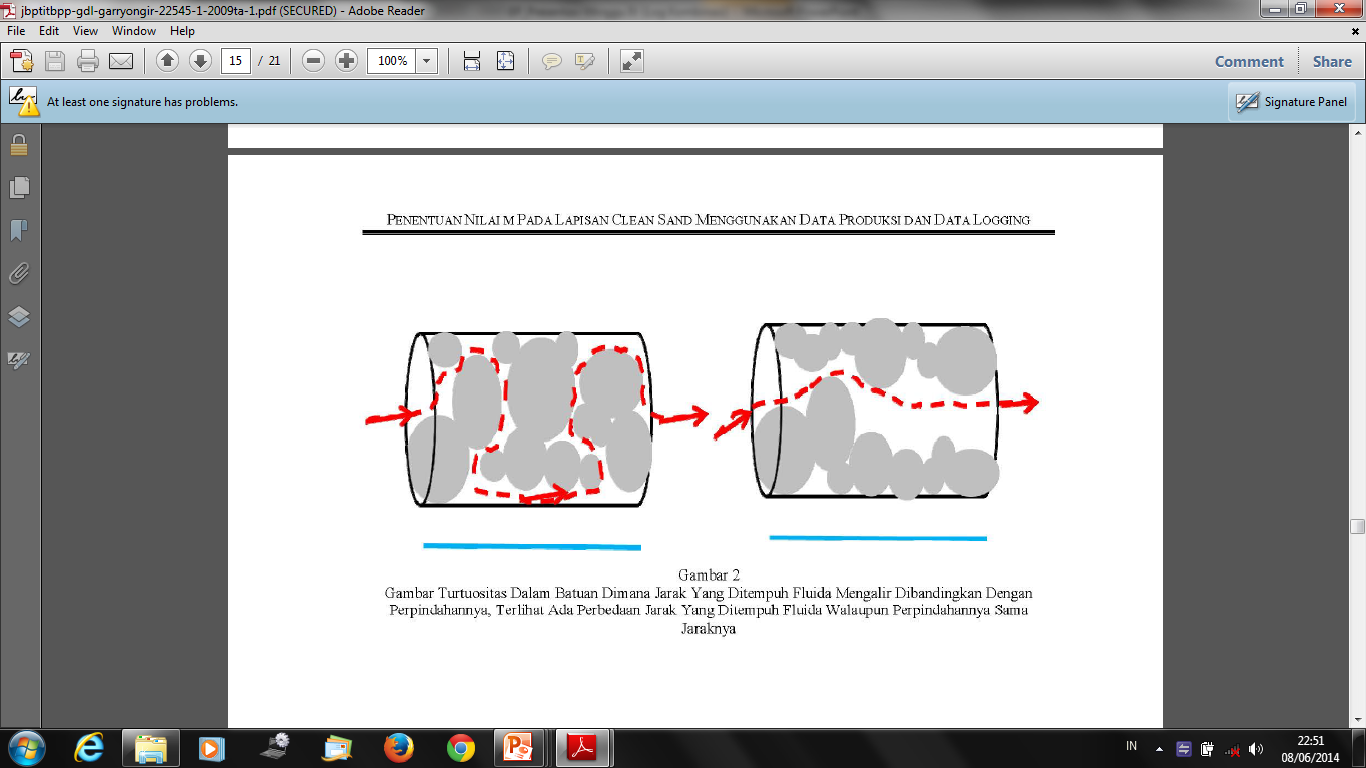 jbptitbpp-gdl-garryongir-22545-1-2009ta-1.pdf (SECURED) - Adobe Reader
File Edit View Window Help
15 / 21 100% Comment Share
At least one signature has problems. Signature Panel
PENENTUAN NILAI M PADA LAPISAN CLEAN SAND MENGGUNAKAN DATA PRODUKSI DAN DATA LOGGING
Gambar 2
Gambar Turtuositas Dalam Batuan Dimana Jarak Yang Ditempuh Fluida Mengalir Dibandingkan Dengan
Perpindahannya, Terlihat Ada Perbedaan Jarak Yang Ditempuh Fluida Walaupun Perpindahannya Sama
Jaraknya
IN 22:51
08/06/2014